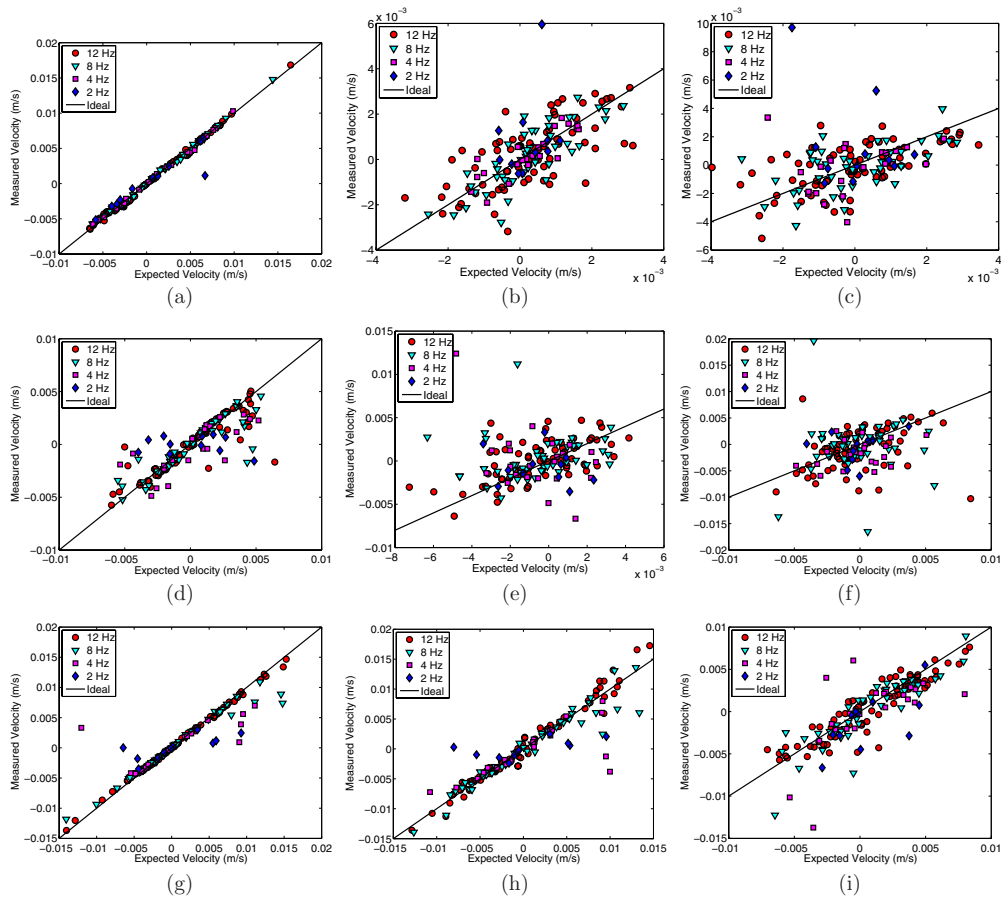 0.02
0.015
0.01
0.005
0
−0.005
−0.01
−0.01 −0.005 0 0.005 0.01 0.015 0.02
Measured Velocity (m/s)
Expected Velocity (m/s)
12 Hz
8 Hz
4 Hz
2 Hz
Ideal
(a)
x 10⁻³
6
4
2
0
−2
−4
−4 −2 0 2 4
x 10⁻³
Measured Velocity (m/s)
Expected Velocity (m/s)
12 Hz
8 Hz
4 Hz
2 Hz
Ideal
(b)
x 10⁻³
10
8
6
4
2
0
−2
−4
−6
−4 −2 0 2 4
x 10⁻³
Measured Velocity (m/s)
Expected Velocity (m/s)
12 Hz
8 Hz
4 Hz
2 Hz
Ideal
(c)
0.01
0.005
0
−0.005
−0.01
−0.01 −0.005 0 0.005 0.01
Measured Velocity (m/s)
Expected Velocity (m/s)
12 Hz
8 Hz
4 Hz
2 Hz
Ideal
(d)
0.015
0.01
0.005
0
−0.005
−0.01
−8 −6 −4 −2 0 2 4 6
x 10⁻³
Measured Velocity (m/s)
Expected Velocity (m/s)
12 Hz
8 Hz
4 Hz
2 Hz
Ideal
(e)
0.02
0.015
0.01
0.005
0
−0.005
−0.01
−0.015
−0.02
−0.01 −0.005 0 0.005 0.01
Measured Velocity (m/s)
Expected Velocity (m/s)
12 Hz
8 Hz
4 Hz
2 Hz
Ideal
(f)
0.02
0.015
0.01
0.005
0
−0.005
−0.01
−0.015
−0.015 −0.01 −0.005 0 0.005 0.01 0.015 0.02
Measured Velocity (m/s)
Expected Velocity (m/s)
12 Hz
8 Hz
4 Hz
2 Hz
Ideal
(g)
0.02
0.015
0.01
0.005
0
−0.005
−0.01
−0.015
−0.015 −0.01 −0.005 0 0.005 0.01 0.015
Measured Velocity (m/s)
Expected Velocity (m/s)
12 Hz
8 Hz
4 Hz
2 Hz
Ideal
(h)
0.01
0.005
0
−0.005
−0.01
−0.015
−0.01 −0.005 0 0.005 0.01
Measured Velocity (m/s)
Expected Velocity (m/s)
12 Hz
8 Hz
4 Hz
2 Hz
Ideal
(i)